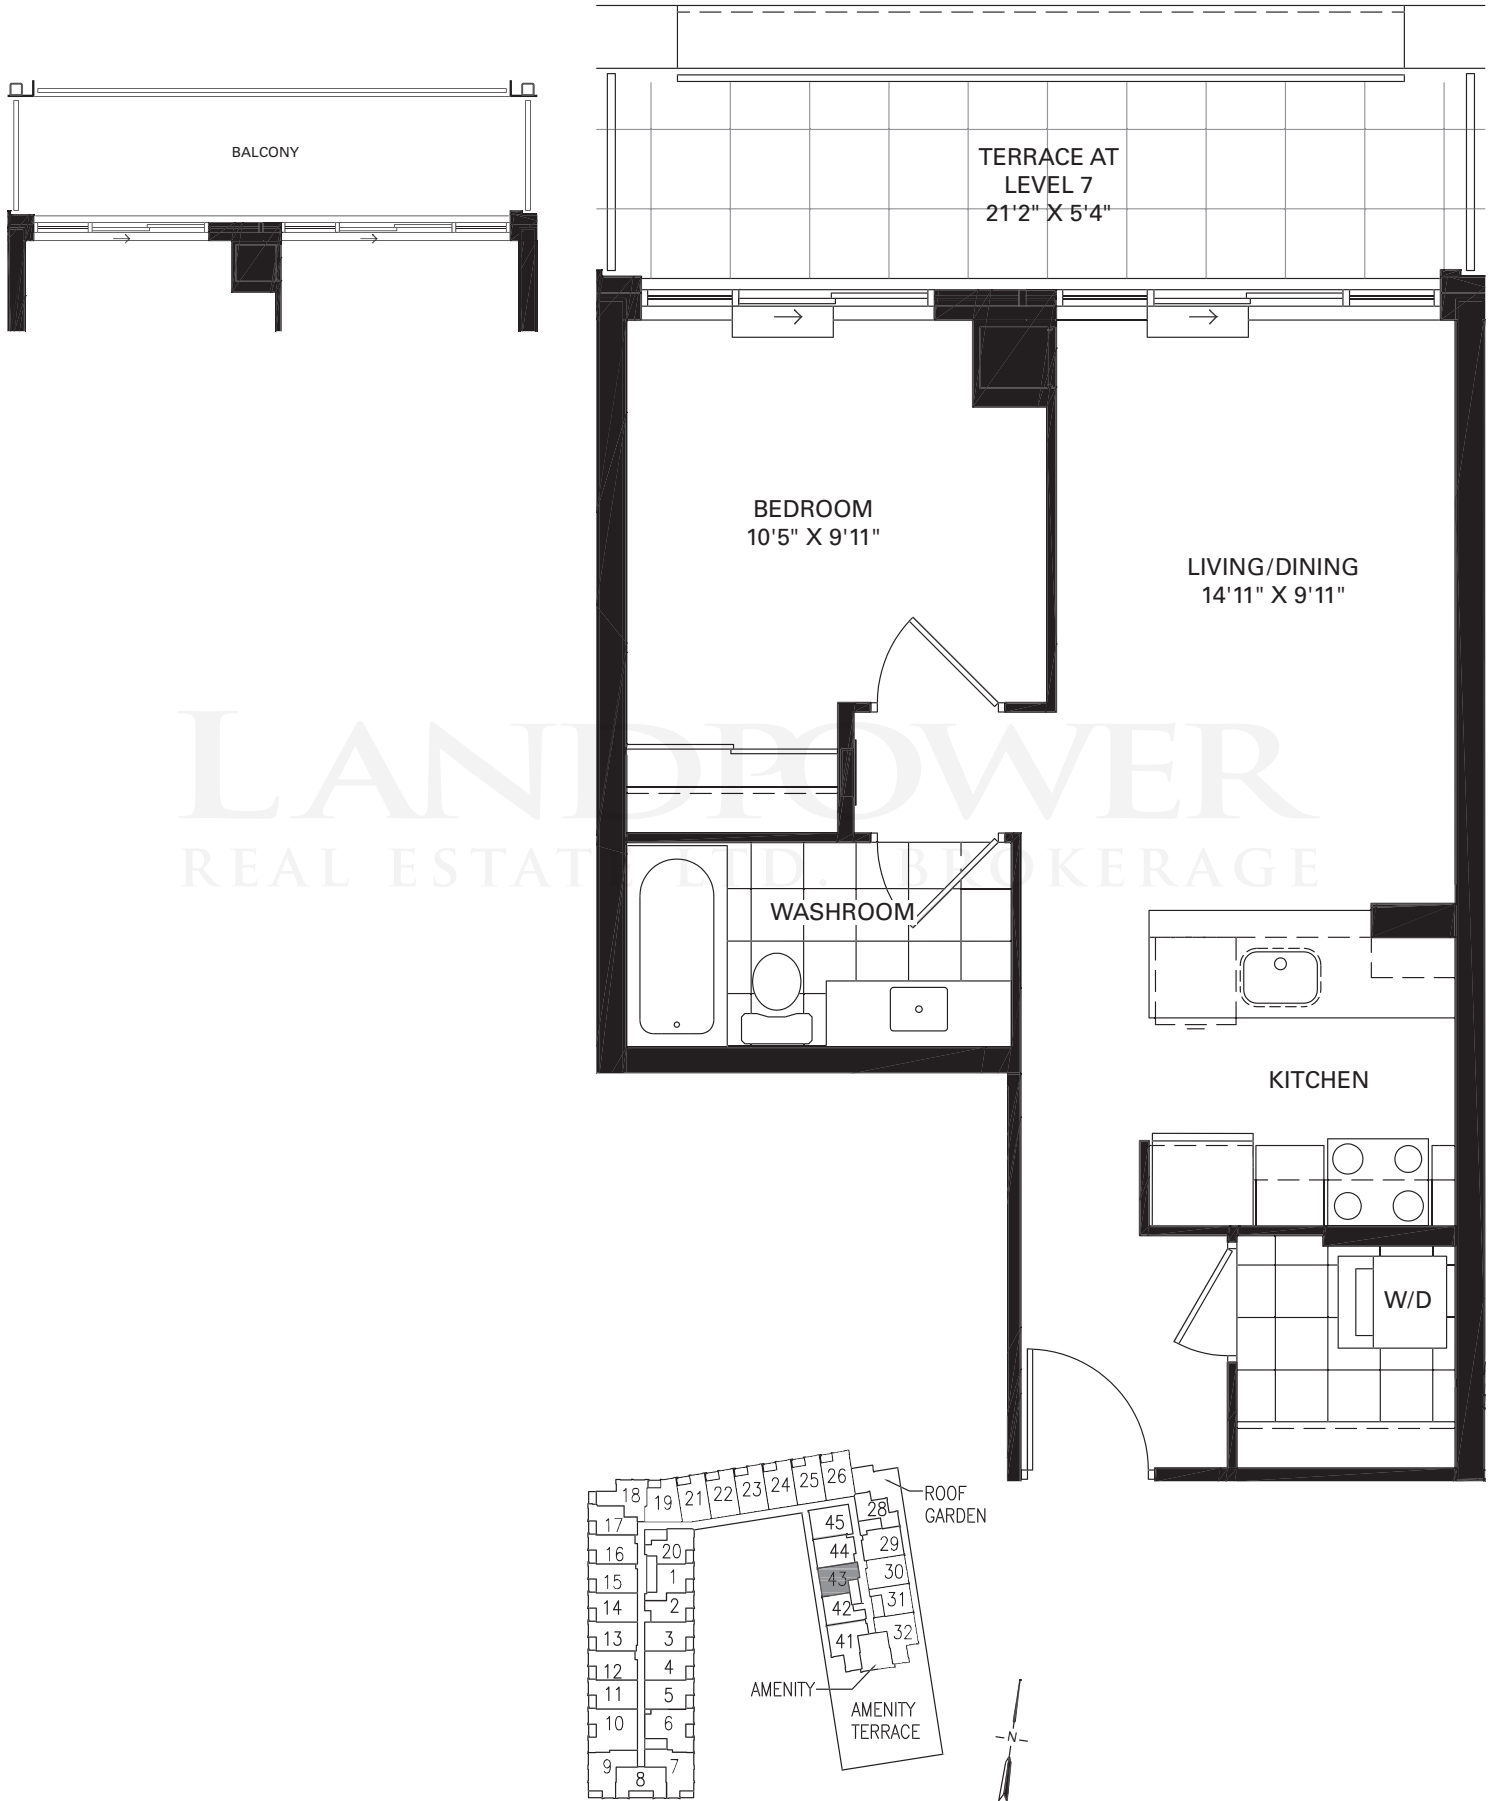 BALCONY
TERRACE AT
LEVEL 7
21'2" X 5'4"
BEDROOM
10'5" X 9'11"
LIVING/DINING
14'11" X 9'11"
LANDPOWER
REAL ESTATE LTD. BROKERAGE
WASHROOM
KITCHEN
W/D
18
19
21
22
23
24
25
26
ROOF
GARDEN
17
16
15
14
13
12
11
10
9
8
20
1
2
3
4
5
6
7
45
44
43
42
41
28
29
30
31
32
AMENITY
AMENITY
TERRACE
N